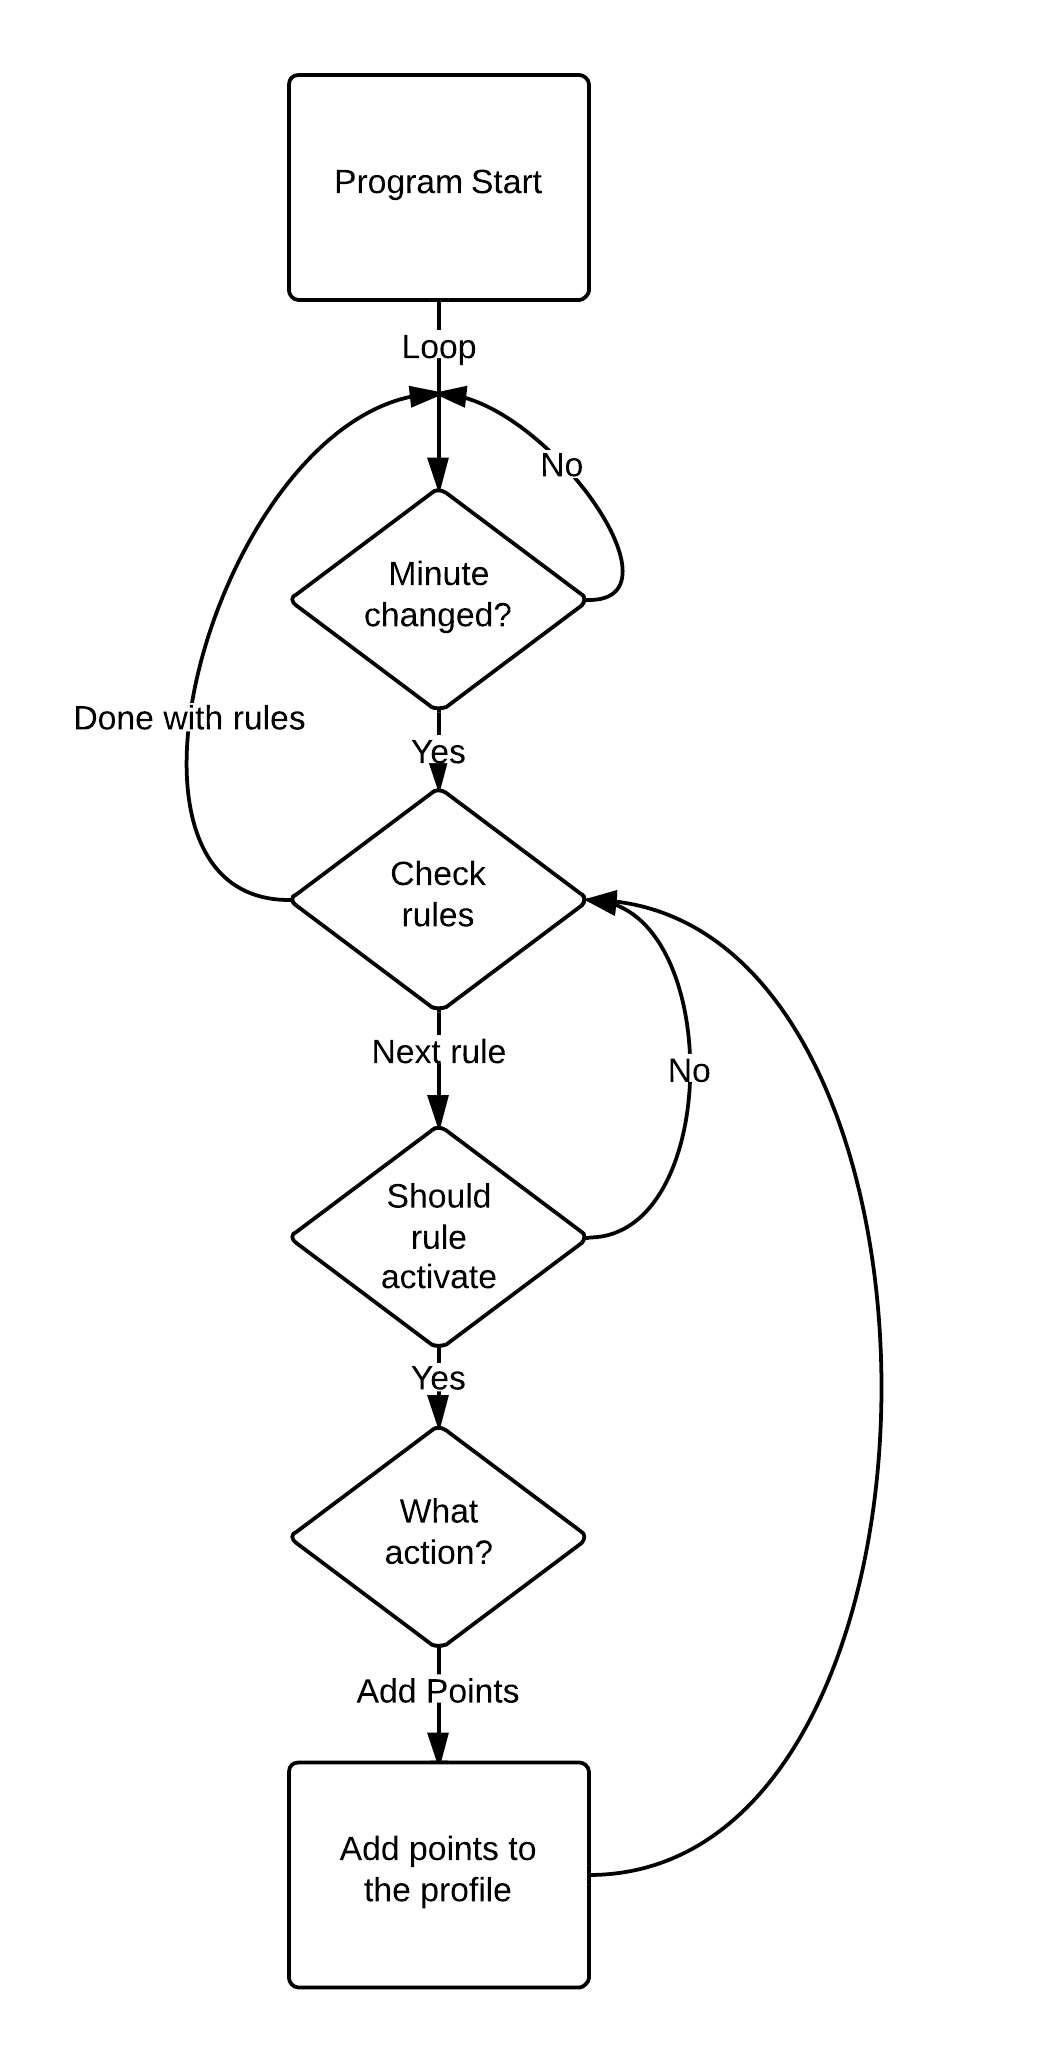 Program Start
Loop
No
Minute
changed?
Done with rules
Yes
Check
rules
Next rule
No
Should
rule
activate
Yes
What
action?
Add Points
Add points to
the profile